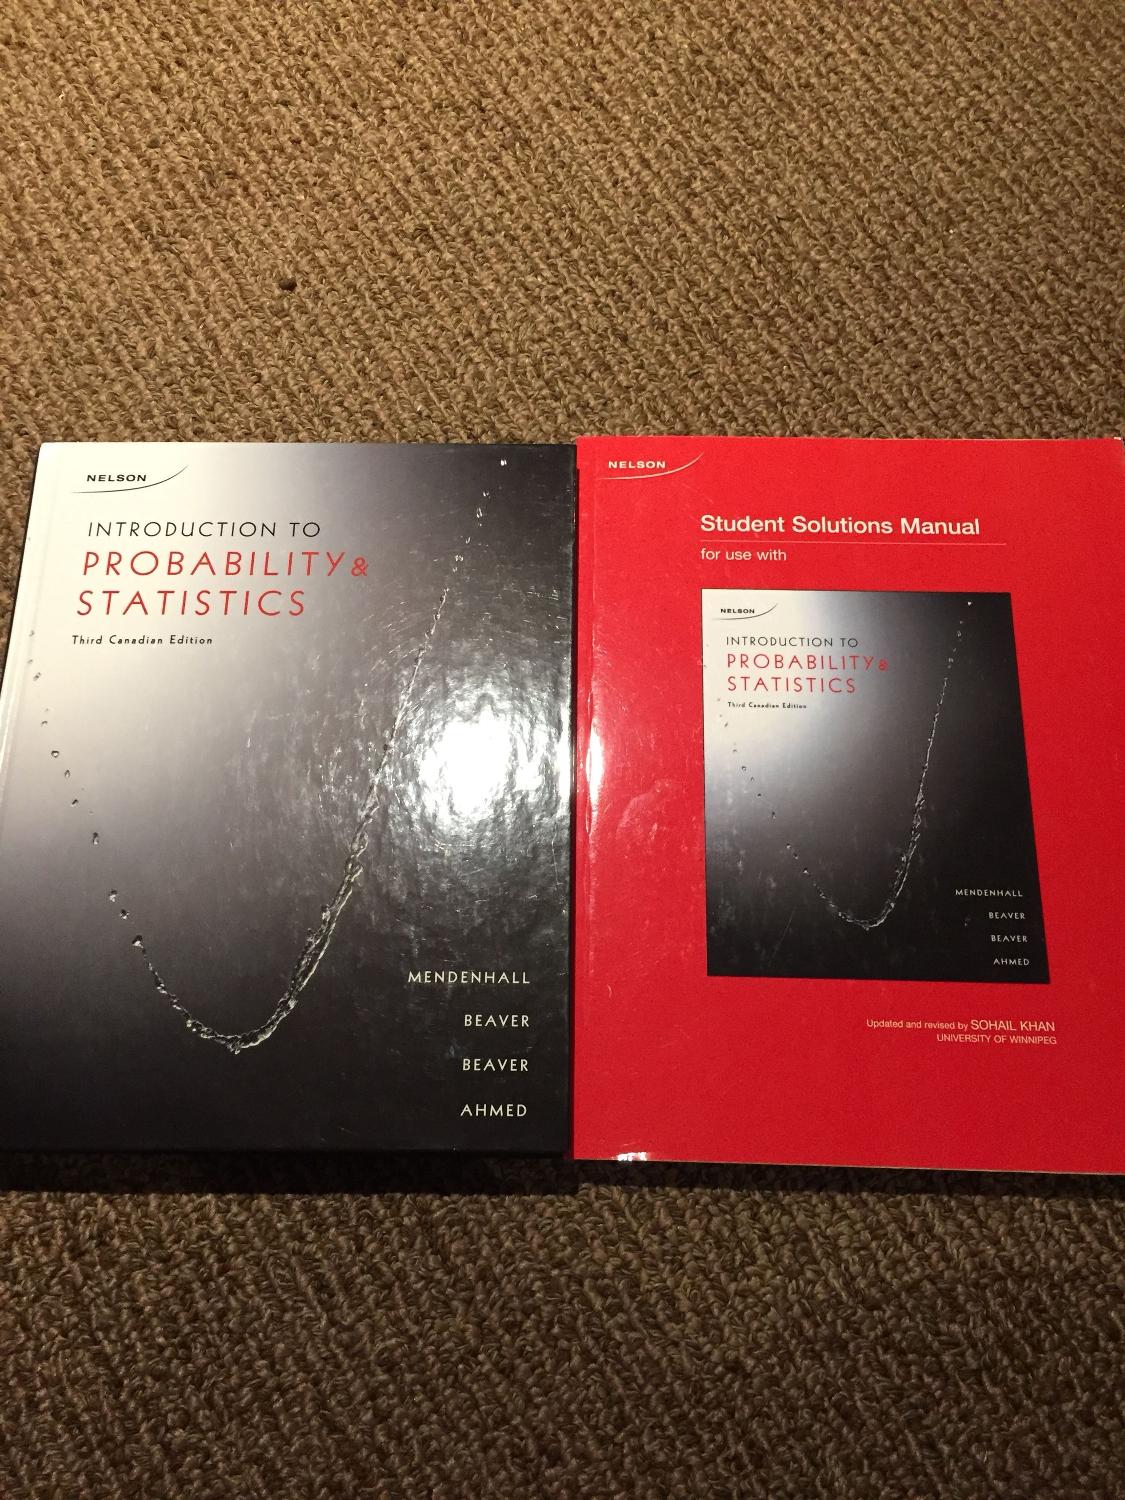 NELSON
INTRODUCTION TO
PROBABILITY &
STATISTICS
Third Canadian Edition
MENDENHALL
BEAVER
BEAVER
AHMED
NELSON
Student Solutions Manual
for use with
NELSON
INTRODUCTION TO
PROBABILITY &
STATISTICS
Third Canadian Edition
MENDENHALL
BEAVER
BEAVER
AHMED
Updated and revised by SOHAIL KHAN
UNIVERSITY OF WINNIPEG